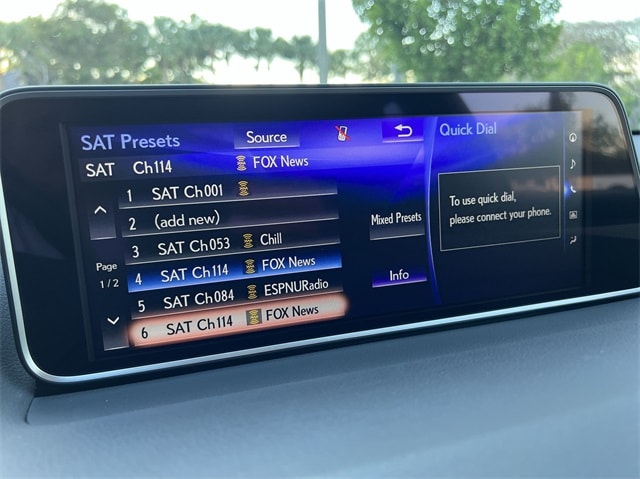 SAT Presets
Source
Quick Dial
SAT Ch114 FOX News
1 SAT Ch001
2 (add new)
3 SAT Ch053 Chill
4 SAT Ch114 FOX News
5 SAT Ch084 ESPNURadio
6 SAT Ch114 FOX News
Page
1/2
Mixed Presets
Info
To use quick dial,
please connect your phone.